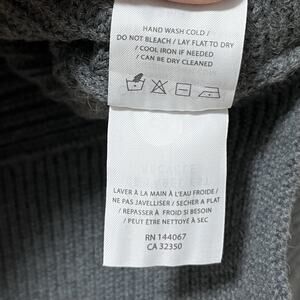 HAND WASH COLD /
DO NOT BLEACH / LAY FLAT TO DRY
/ COOL IRON IF NEEDED
/ CAN BE DRY CLEANED
LAVER À LA MAIN À L'EAU FROIDE /
NE PAS JAVELLISER / SECHER A PLAT
/ REPASSER À FROID SI BESOIN
/ PEUT ÊTRE NETTOYÉ À SEC
RN 144067
CA 32350